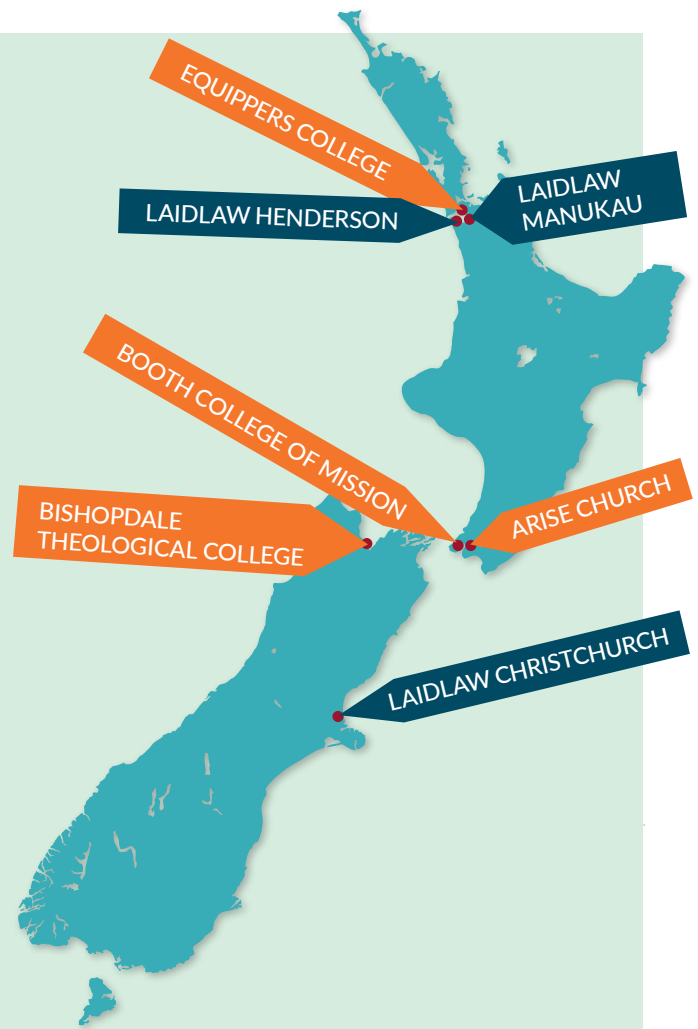 EQUIPPERS COLLEGE
LAIDLAW
MANUKAU
LAIDLAW HENDERSON
BOOTH COLLEGE OF MISSION
BISHOPDALE
THEOLOGICAL COLLEGE
ARISE CHURCH
LAIDLAW CHRISTCHURCH